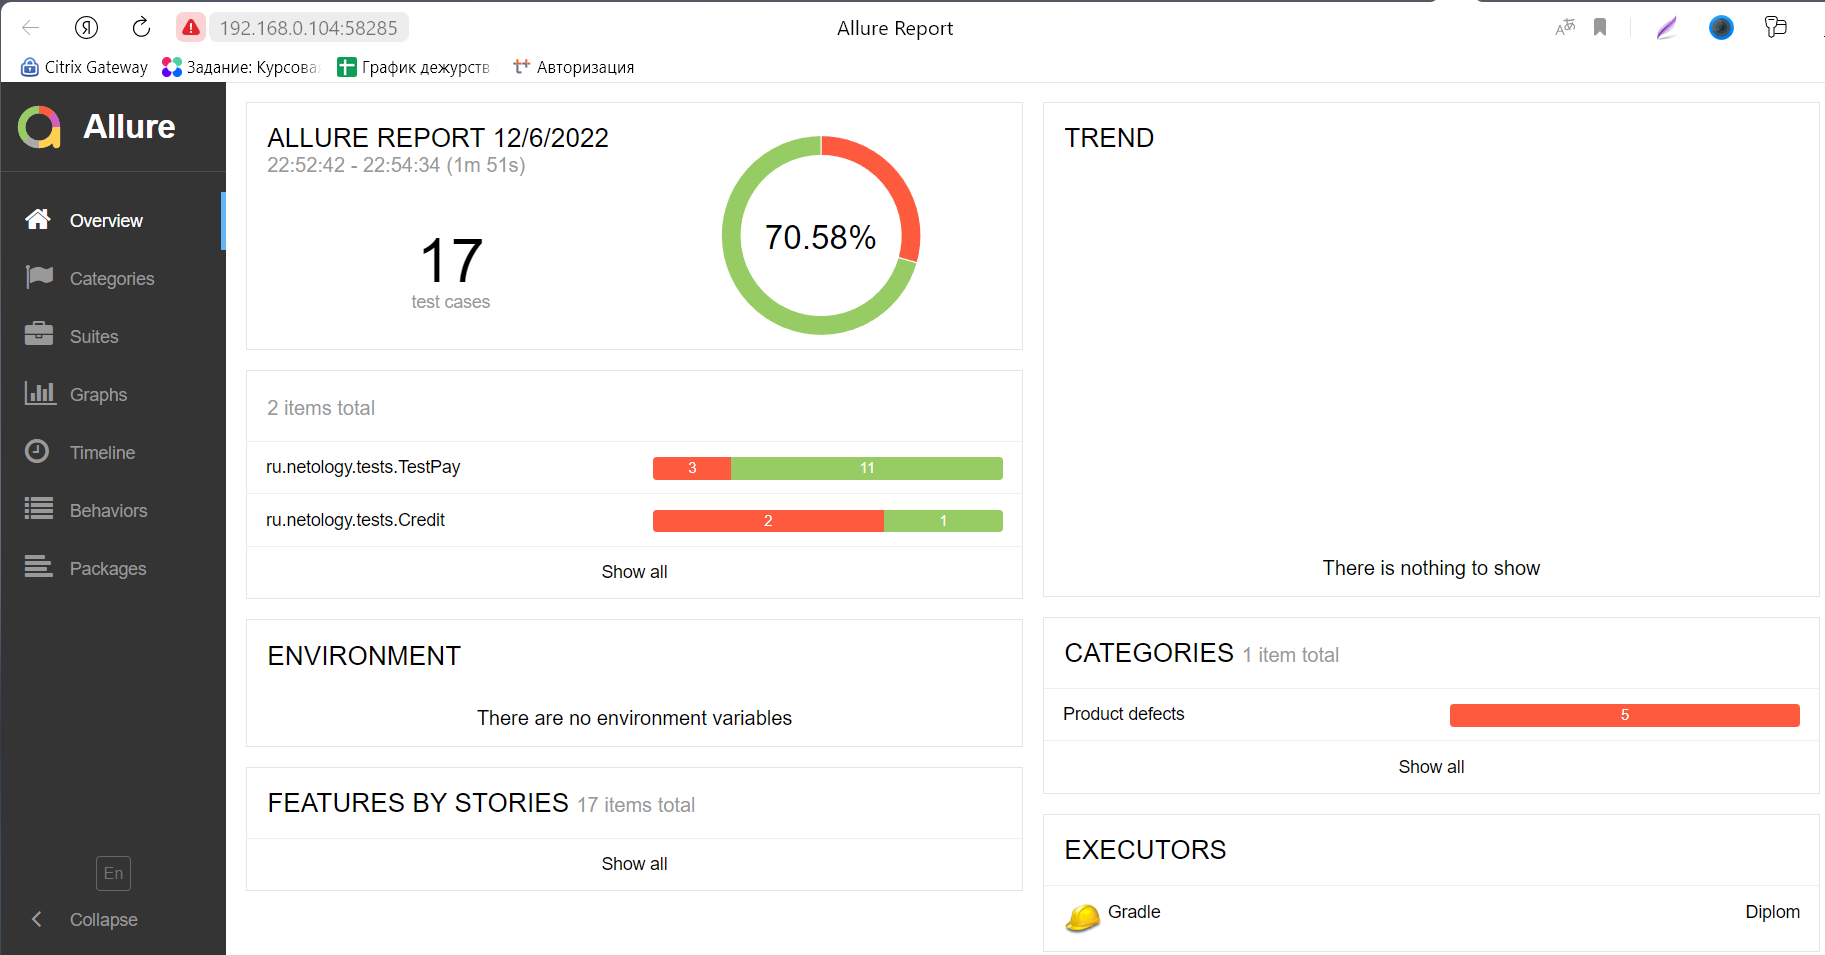 192.168.0.104:58285
Allure Report
Citrix Gateway
Задание: Курсова
График дежурств
Авторизация
Allure
Overview
Categories
Suites
Graphs
Timeline
Behaviors
Packages
En
Collapse
ALLURE REPORT 12/6/2022
22:52:42 - 22:54:34 (1m 51s)
17
test cases
70.58%
2 items total
ru.netology.tests.TestPay 3 11
ru.netology.tests.Credit 2 1
Show all
ENVIRONMENT
There are no environment variables
FEATURES BY STORIES 17 items total
Show all
TREND
There is nothing to show
CATEGORIES 1 item total
Product defects 5
Show all
EXECUTORS
Gradle Diplom